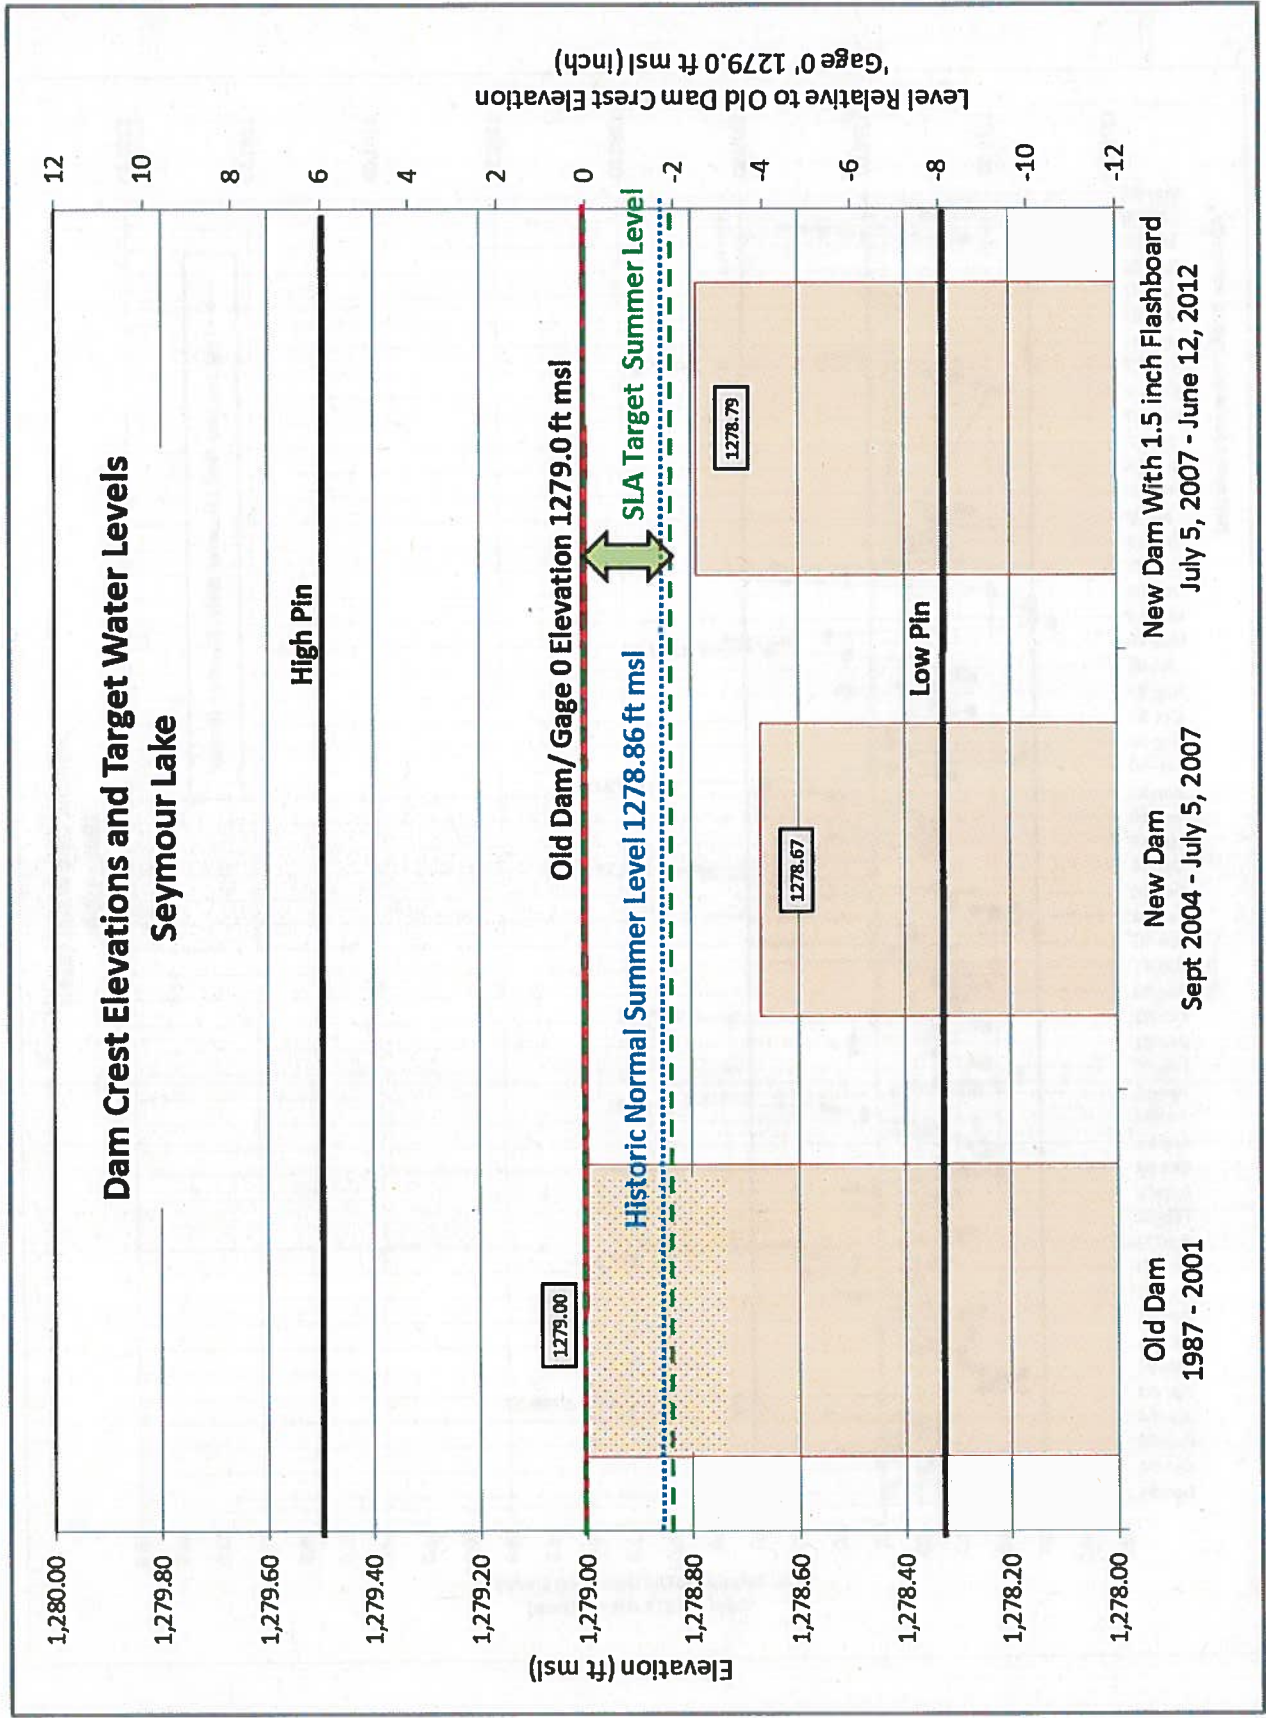 Dam Crest Elevations and Target Water Levels
Seymour Lake
Elevation (ft msl)
1,280.00
1,279.80
1,279.60
1,279.40
1,279.20
1,279.00
1,278.80
1,278.60
1,278.40
1,278.20
1,278.00
High Pin
Old Dam/ Gage 0 Elevation 1279.0 ft msl
1279.00
SLA Target Summer Level
Historic Normal Summer Level 1278.86 ft msl
1278.79
1278.67
Low Pin
12
10
8
6
4
2
0
-2
-4
-6
-8
-10
-12
Level Relative to Old Dam Crest Elevation
'Gage 0' 1279.0 ft msl (inch)
Old Dam
1987 - 2001
New Dam
Sept 2004 - July 5, 2007
New Dam With 1.5 inch Flashboard
July 5, 2007 - June 12, 2012